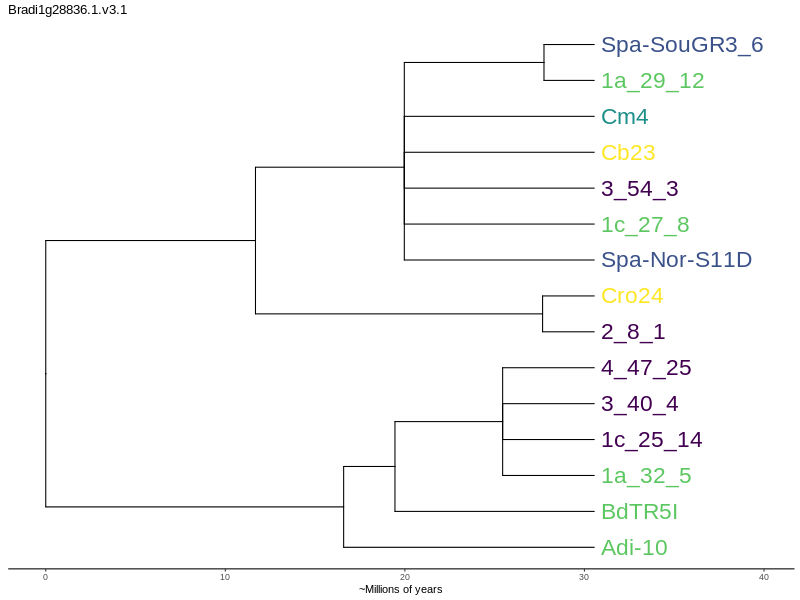 Bradi1g28836.1.v3.1
Spa-SouGR3_6
1a_29_12
Cm4
Cb23
3_54_3
1c_27_8
Spa-Nor-S11D
Cro24
2_8_1
4_47_25
3_40_4
1c_25_14
1a_32_5
BdTR5I
Adi-10
0 10 20 30 40
~Millions of years